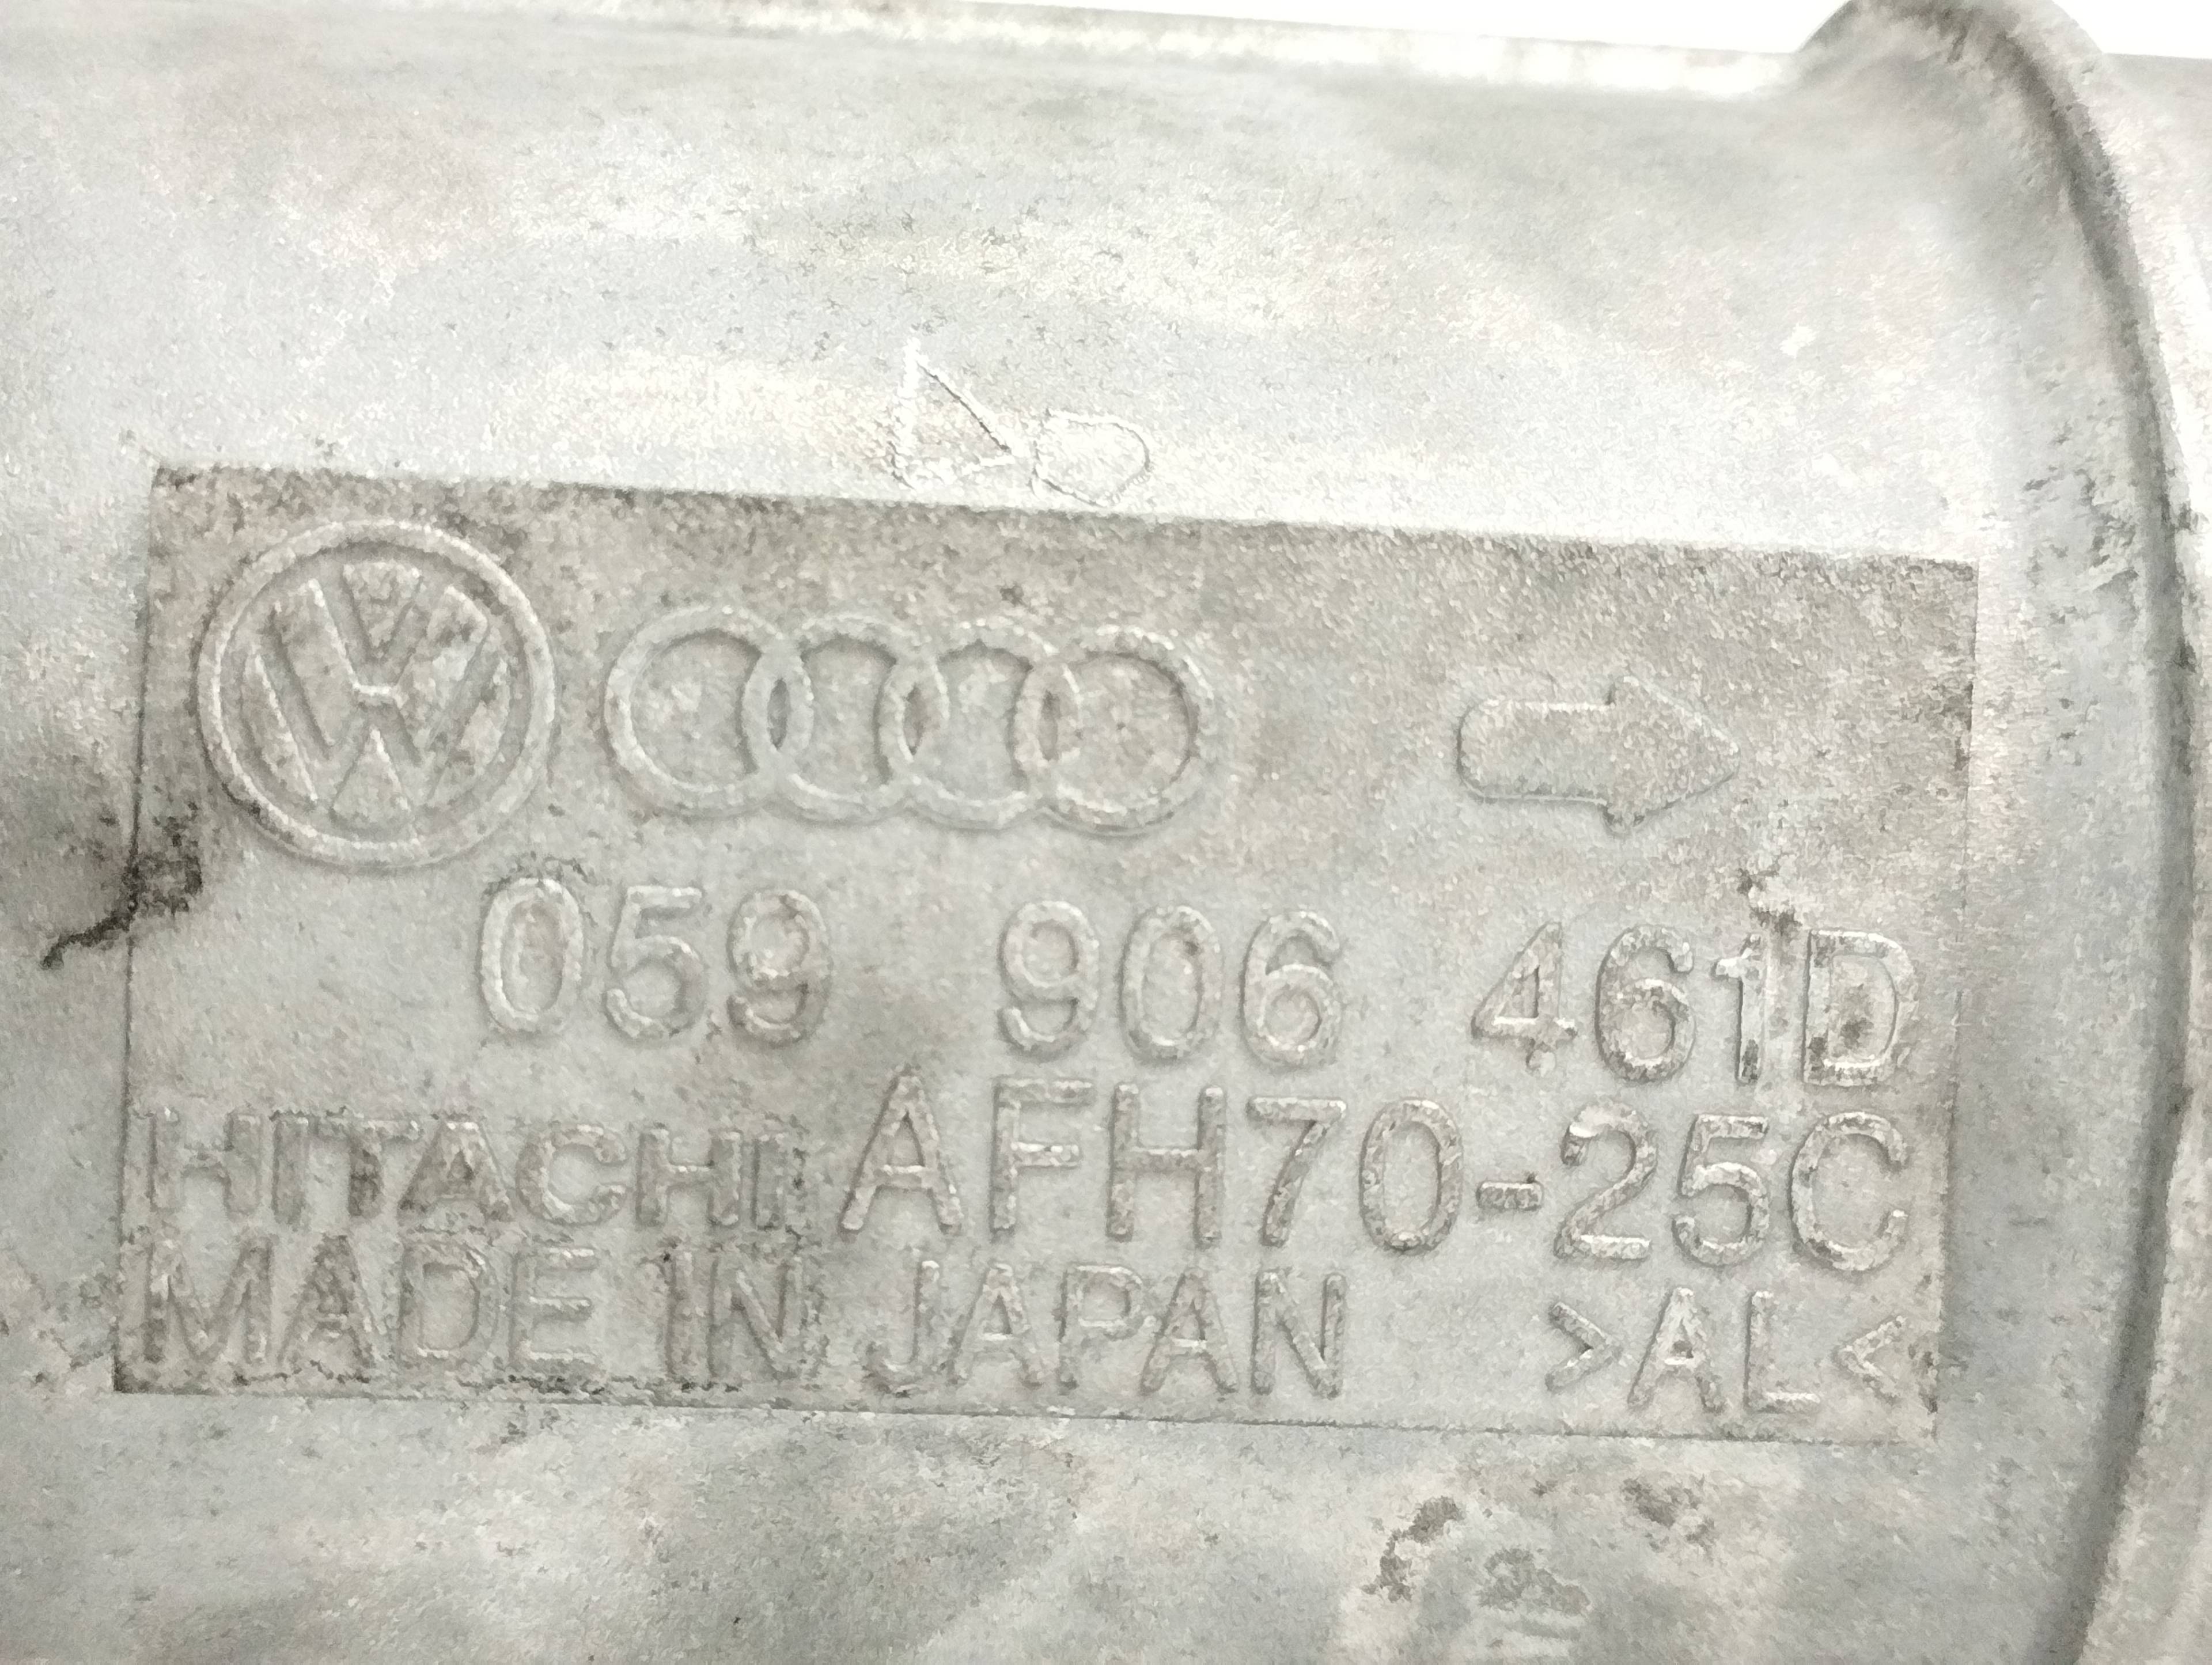 059 906 461D
HITACHI AFH70-25C
MADE IN JAPAN >AL<